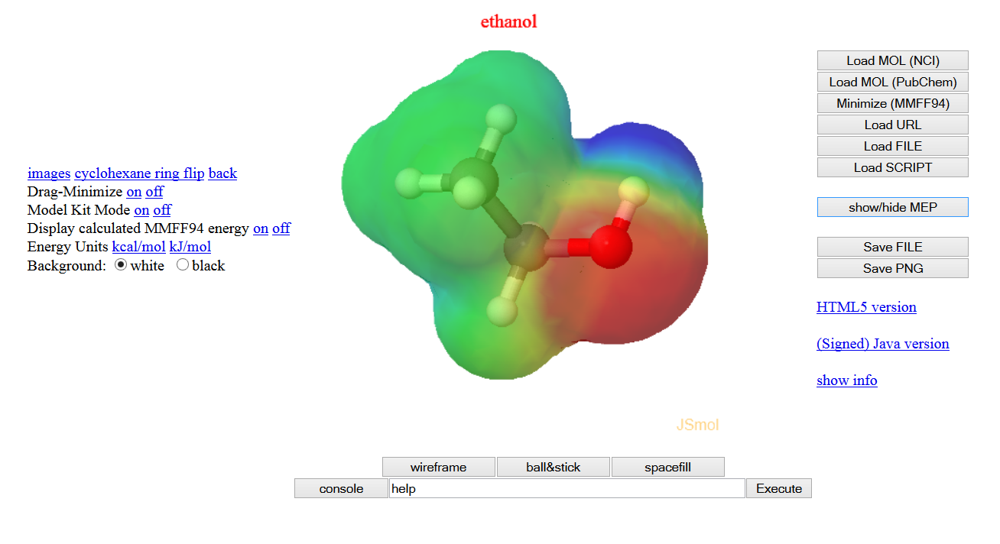 ethanol
images cyclohexane ring flip back
Drag-Minimize on off
Model Kit Mode on off
Display calculated MMFF94 energy on off
Energy Units kcal/mol kJ/mol
Background: white black
Load MOL (NCI)
Load MOL (PubChem)
Minimize (MMFF94)
Load URL
Load FILE
Load SCRIPT
show/hide MEP
Save FILE
Save PNG
HTML5 version
(Signed) Java version
show info
JSmol
wireframe ball&stick spacefill
console help Execute